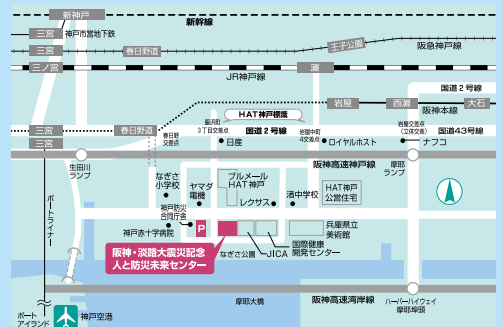 新神戸
新幹線
三宮
神戸市営地下鉄
三宮
春日野道
王子公園
阪急神戸線
三ノ宮
JR神戸線
灘
国道2号線
岩屋
西灘
大石
阪神本線
HAT神戸標識
三宮
春日野道
春日野
交差点
脇浜町
3丁目交差点
国道2号線
岩屋中町
4交差点
岩屋交差点
(立体交差)
国道43号線
三宮
日産
ロイヤルホスト
ナフコ
阪神高速神戸線
生田川
ランプ
摩耶
ランプ
なぎさ
小学校
ヤマダ
電機
ブルメール
HAT神戸
レクサス
渚中学校
HAT神戸
公営住宅
神戸防災
合同庁舎
神戸赤十字病院
P
兵庫県立
美術館
国際健康
開発センター
JICA
なぎさ公園
阪神・淡路大震災記念
人と防災未来センター
ポートライナー
摩耶大橋
阪神高速湾岸線
ハーバーハイウェイ
摩耶埠頭
ポート
アイランド
神戸空港